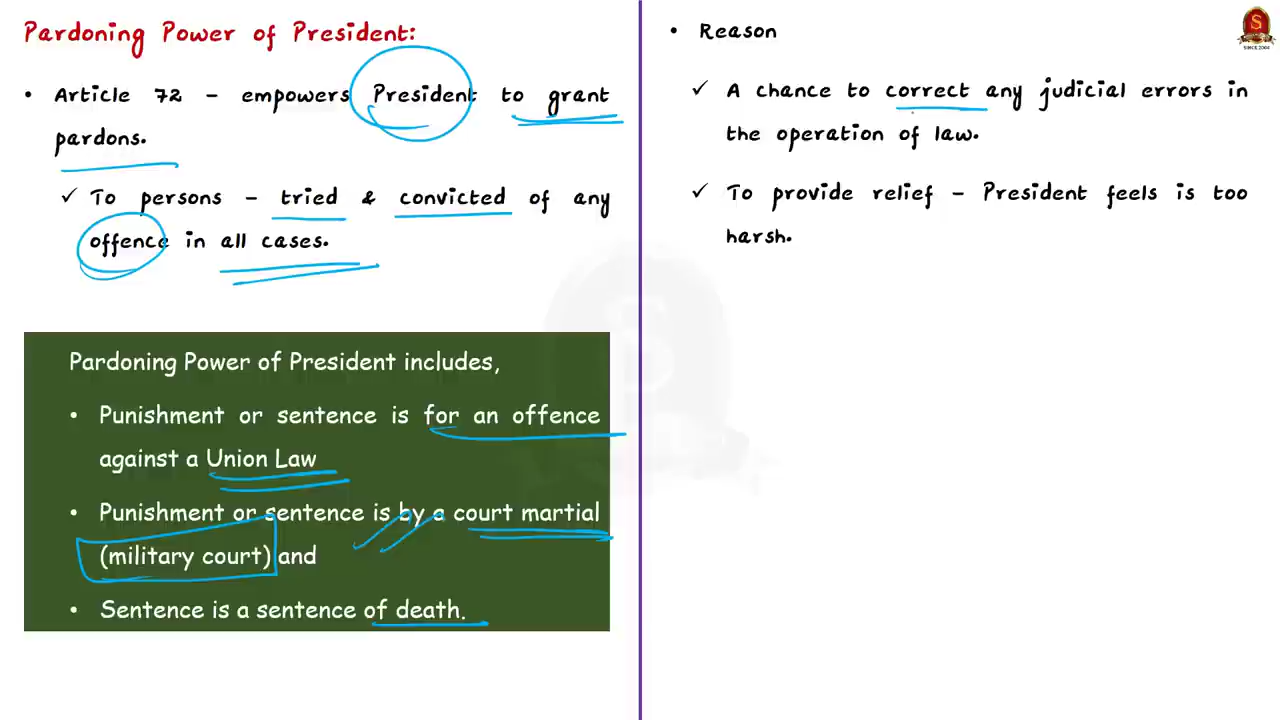 Pardoning Power of President:
• Article 72 – empowers President to grant
pardons.
✓ To persons – tried & convicted of any
offence in all cases.
Pardoning Power of President includes,
• Punishment or sentence is for an offence
against a Union Law
• Punishment or sentence is by a court martial
(military court) and
• Sentence is a sentence of death.
• Reason
✓ A chance to correct any judicial errors in
the operation of law.
✓ To provide relief – President feels is too
harsh.
S
SINCE 2004